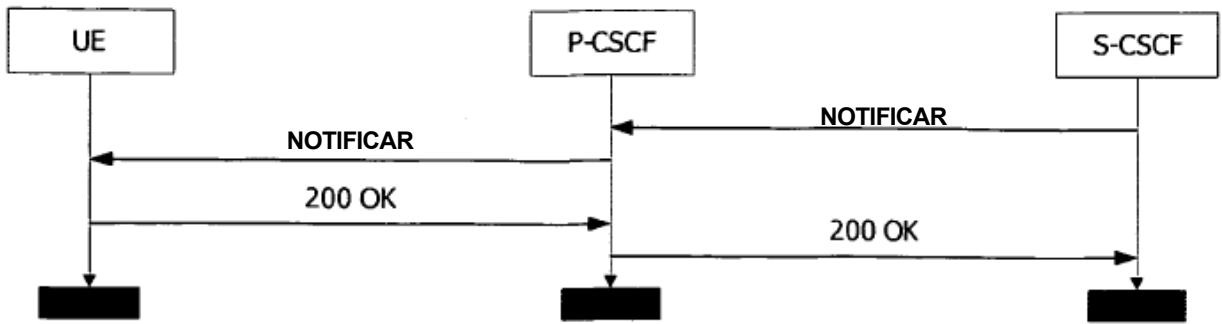 UE
P-CSCF
S-CSCF
NOTIFICAR
NOTIFICAR
200 OK
200 OK